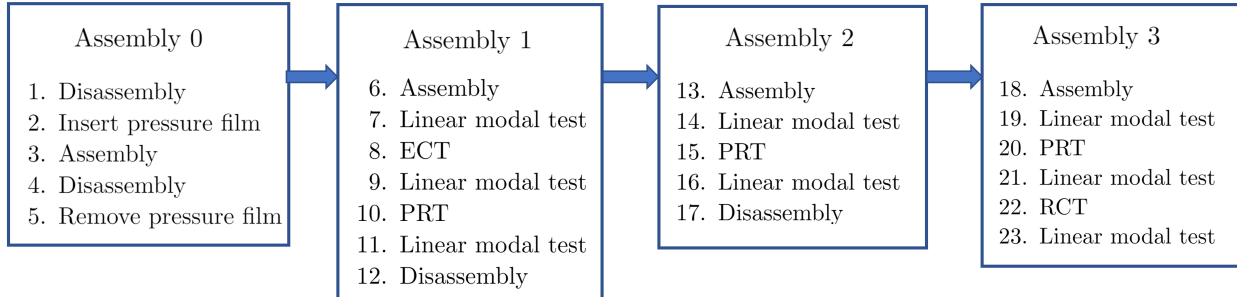 Assembly 0
1. Disassembly
2. Insert pressure film
3. Assembly
4. Disassembly
5. Remove pressure film
Assembly 1
6. Assembly
7. Linear modal test
8. ECT
9. Linear modal test
10. PRT
11. Linear modal test
12. Disassembly
Assembly 2
13. Assembly
14. Linear modal test
15. PRT
16. Linear modal test
17. Disassembly
Assembly 3
18. Assembly
19. Linear modal test
20. PRT
21. Linear modal test
22. RCT
23. Linear modal test